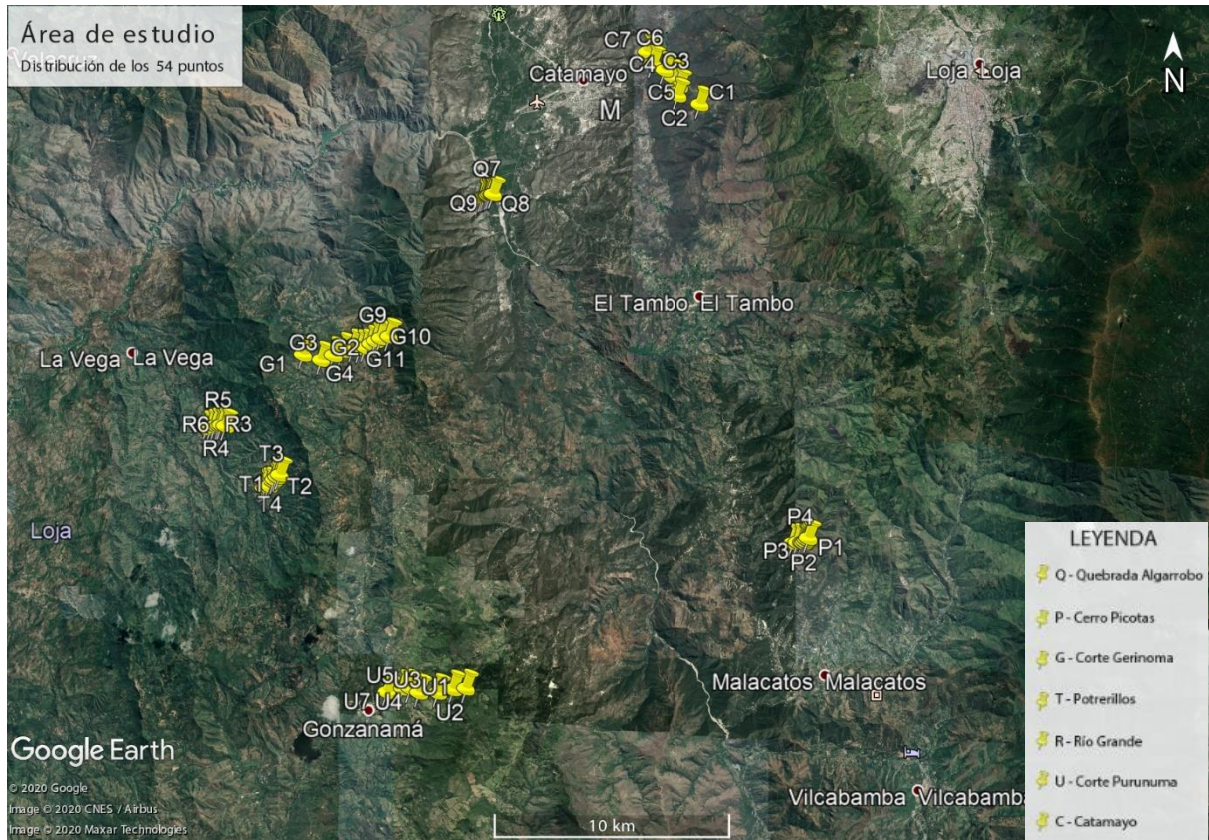 Área de estudio
Distribución de los 54 puntos
Velacruz
C7
C6
C4
C3
C5
C1
C2
Catamayo
M
Loja
Loja
N
Q7
Q9
Q8
El Tambo
El Tambo
G9
G3
G10
G2
G1
G11
G4
La Vega
La Vega
R5
R6
R3
R4
T3
T1
T2
T4
Loja
P4
P3
P1
P2
LEYENDA
Q - Quebrada Algarrobo
P - Cerro Picotas
G - Corte Gerinoma
T - Potrerillos
R - Río Grande
U - Corte Purunuma
C - Catamayo
U5
U3
U1
U7
U4
U2
Gonzanamá
Malacatos
Malacatos
Vilcabamba
Vilcabamba
Google Earth
© 2020 Google
Image © 2020 CNES / Airbus
Image © 2020 Maxar Technologies
10 km